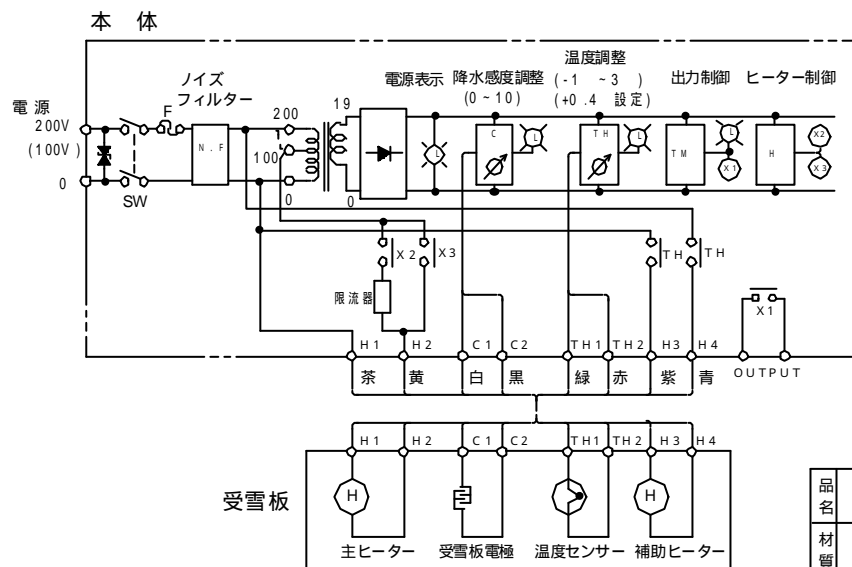 本 体
ノイズ
フィルター
電源表示
降水感度調整
(0~10)
温度調整
(-1 ~3 )
(+0.4 設定)
出力制御
ヒーター制御
電源
200V
(100V)
0
F
SW
N.F
200
100
0
19
0
L
C
L
TH
L
TM
L
X1
H
X2
X3
X2
X3
限流器
TH
TH
X1
OUTPUT
H1
H2
C1
C2
TH1
TH2
H3
H4
茶
黄
白
黒
緑
赤
紫
青
H1
H2
C1
C2
TH1
TH2
H3
H4
受雪板
H
H
主ヒーター
受雪板電極
温度センサー
補助ヒーター
品名
材質